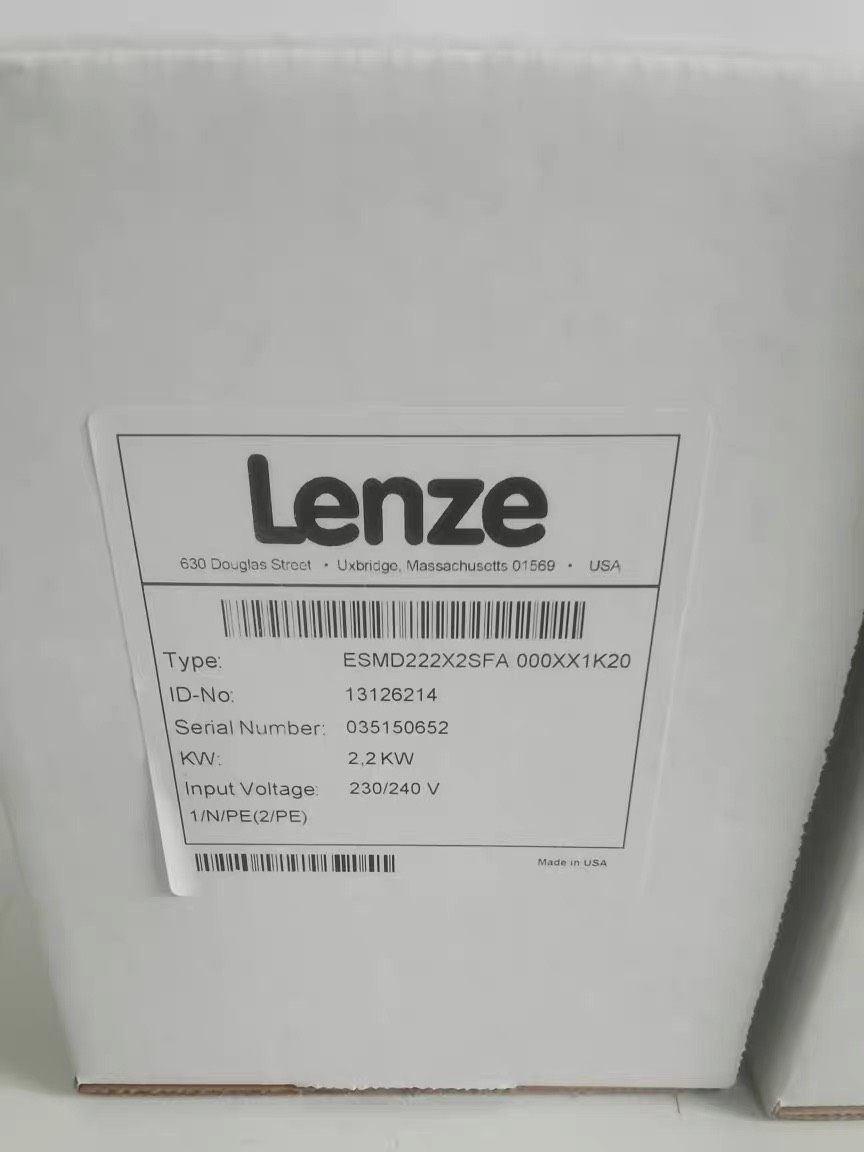 Lenze
630 Douglas Street • Uxbridge, Massachusetts 01569 • USA
Type: ESMD222X2SFA 000XX1K20
ID-No: 13126214
Serial Number: 035150652
KW: 2,2 KW
Input Voltage: 230/240 V
1/N/PE(2/PE)
Made in USA